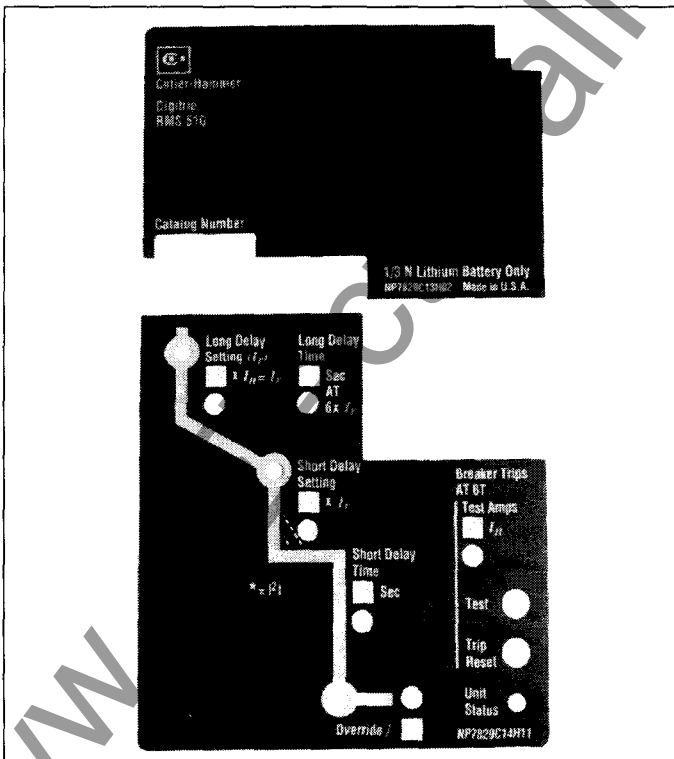 Cutler-Hammer
Digitrip
RMS 510
Catalog Number
1/3 N Lithium Battery Only
NP7829C13H02 Made in U.S.A.
Long Delay
Setting (Ir)
x In = Ir
Long Delay
Time
Sec
AT
6x Ir
Short Delay
Setting
x Ir
Short Delay
Time
Sec
* = I²t
Override /
Breaker Trips
AT 6T
Test Amps
In
Test
Trip
Reset
Unit
Status
NP7829C14H11